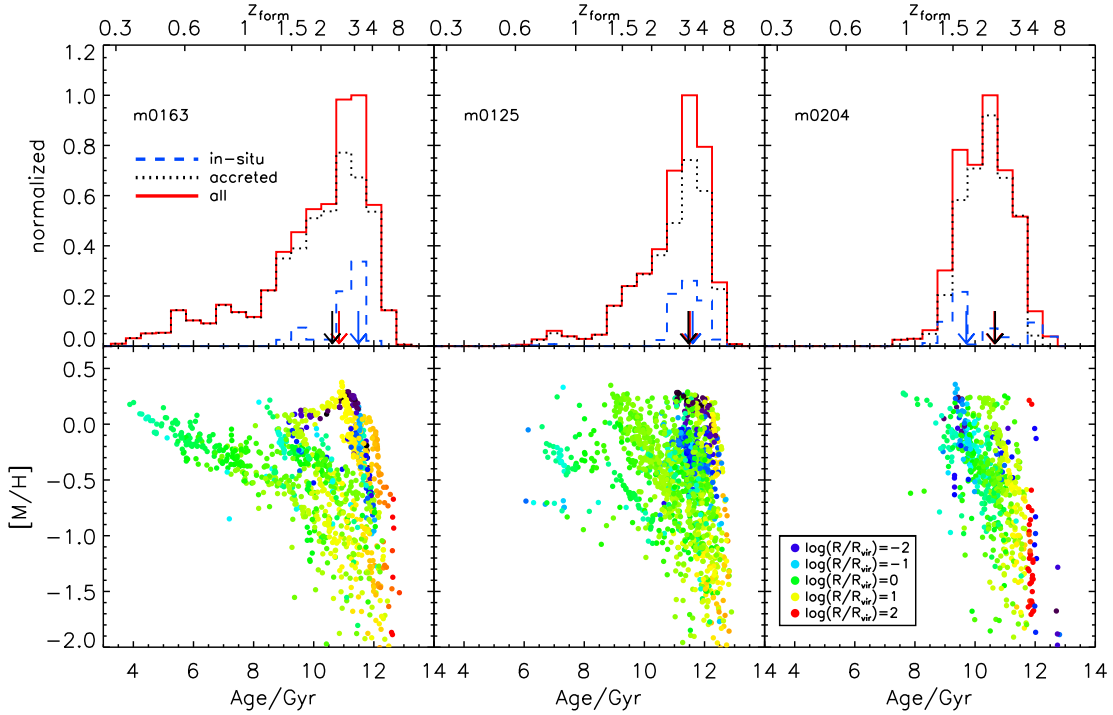 z_form z_form z_form
0.3 0.6 1 1.5 2 3 4 8 0.3 0.6 1 2 3 4 8 0.3 0.6 1 1.5 2 3 4 8
1.2
1.0
0.8
0.6
0.4
0.2
0.0
normalized
m0163 m0125 m0204
in-situ
accreted
all
0.5
0.0
−0.5
−1.0
−1.5
−2.0
[M/H]
log(R/R_vir)=−2
log(R/R_vir)=−1
log(R/R_vir)=0
log(R/R_vir)=1
log(R/R_vir)=2
4 6 8 10 12 14 4 6 8 10 12 14 4 6 8 10 12 14
Age/Gyr Age/Gyr Age/Gyr